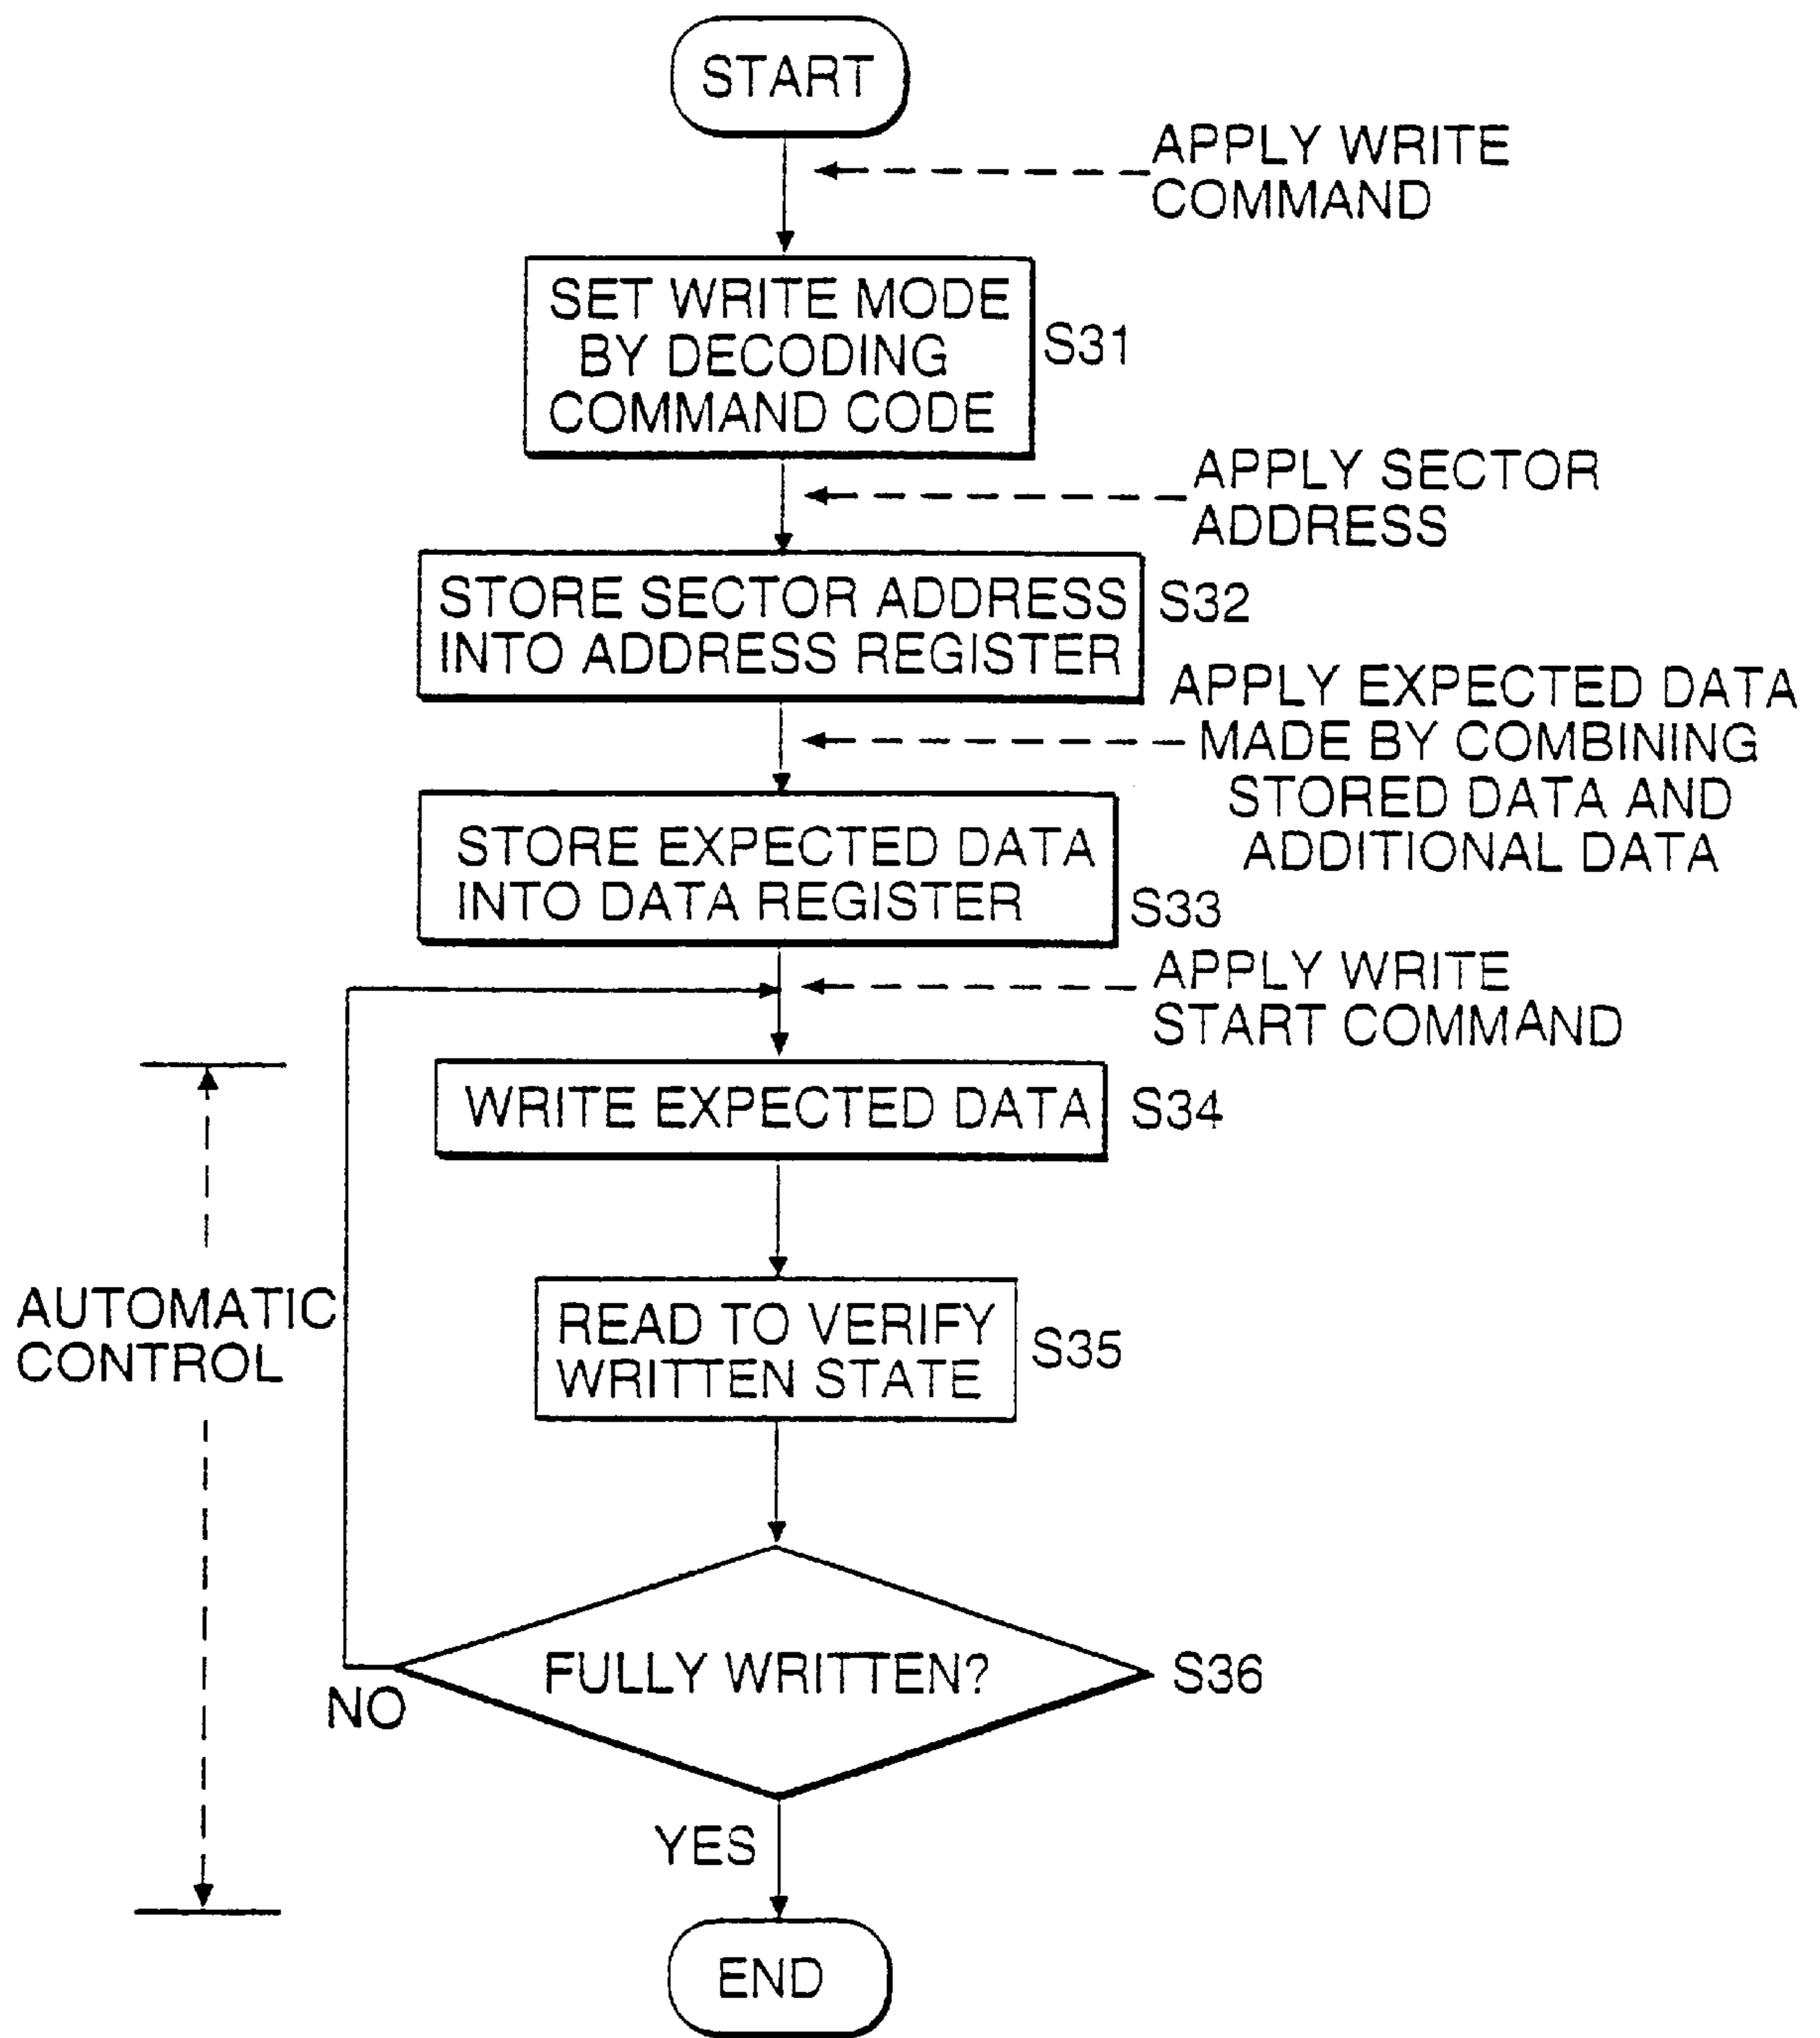 START
APPLY WRITE
COMMAND
SET WRITE MODE
BY DECODING
COMMAND CODE
S31
APPLY SECTOR
ADDRESS
STORE SECTOR ADDRESS
INTO ADDRESS REGISTER
S32
APPLY EXPECTED DATA
MADE BY COMBINING
STORED DATA AND
ADDITIONAL DATA
STORE EXPECTED DATA
INTO DATA REGISTER
S33
APPLY WRITE
START COMMAND
WRITE EXPECTED DATA
S34
AUTOMATIC
CONTROL
READ TO VERIFY
WRITTEN STATE
S35
FULLY WRITTEN?
S36
NO
YES
END